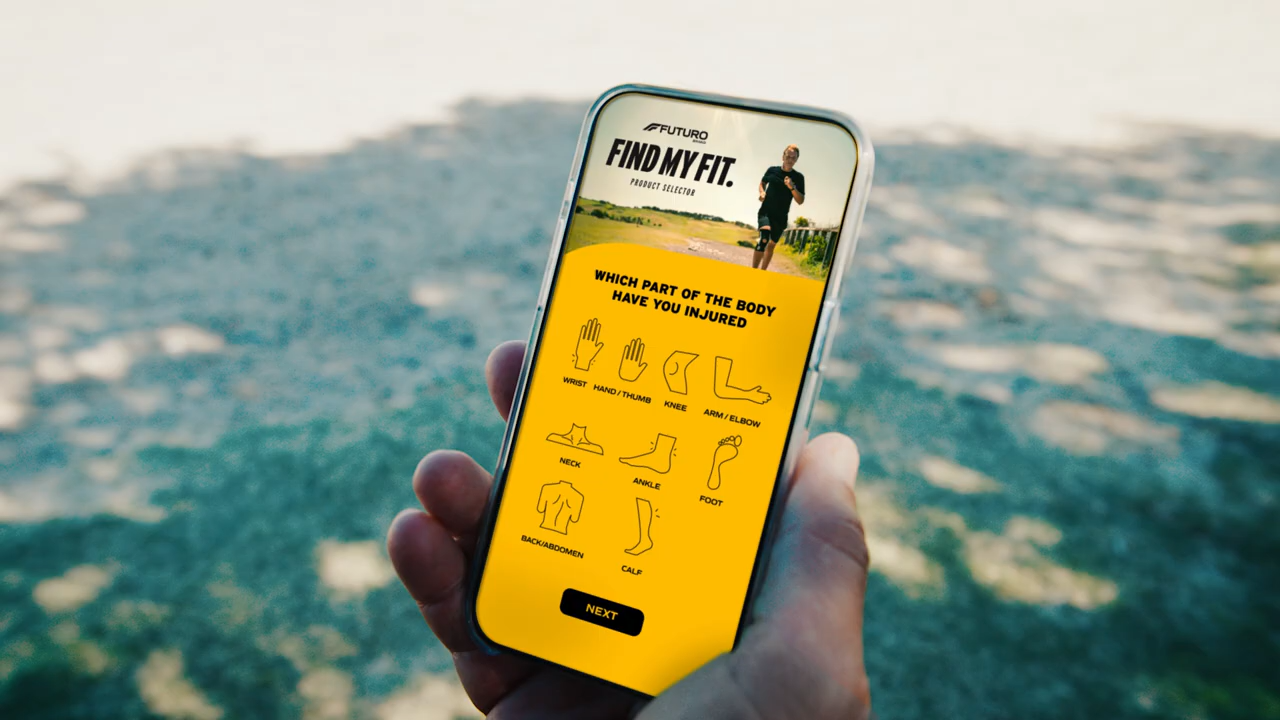 FUTURO
FIND MY FIT.
PRODUCT SELECTOR
WHICH PART OF THE BODY
HAVE YOU INJURED
WRIST
HAND / THUMB
KNEE
ARM / ELBOW
NECK
ANKLE
FOOT
BACK/ABDOMEN
CALF
NEXT